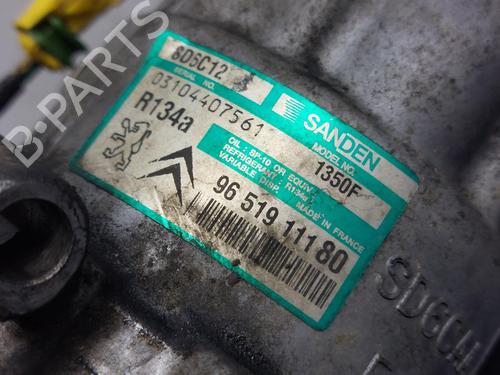 SD6C12
SANDEN
SERIAL NO.
MODEL NO.
03104407561
1350F
R134a
OIL: SP-10 OR EQUIV.
REFRIGERANT: R134a
VARIABLE DISP. MADE IN FRANCE
96 519 111 80
B-PARTS